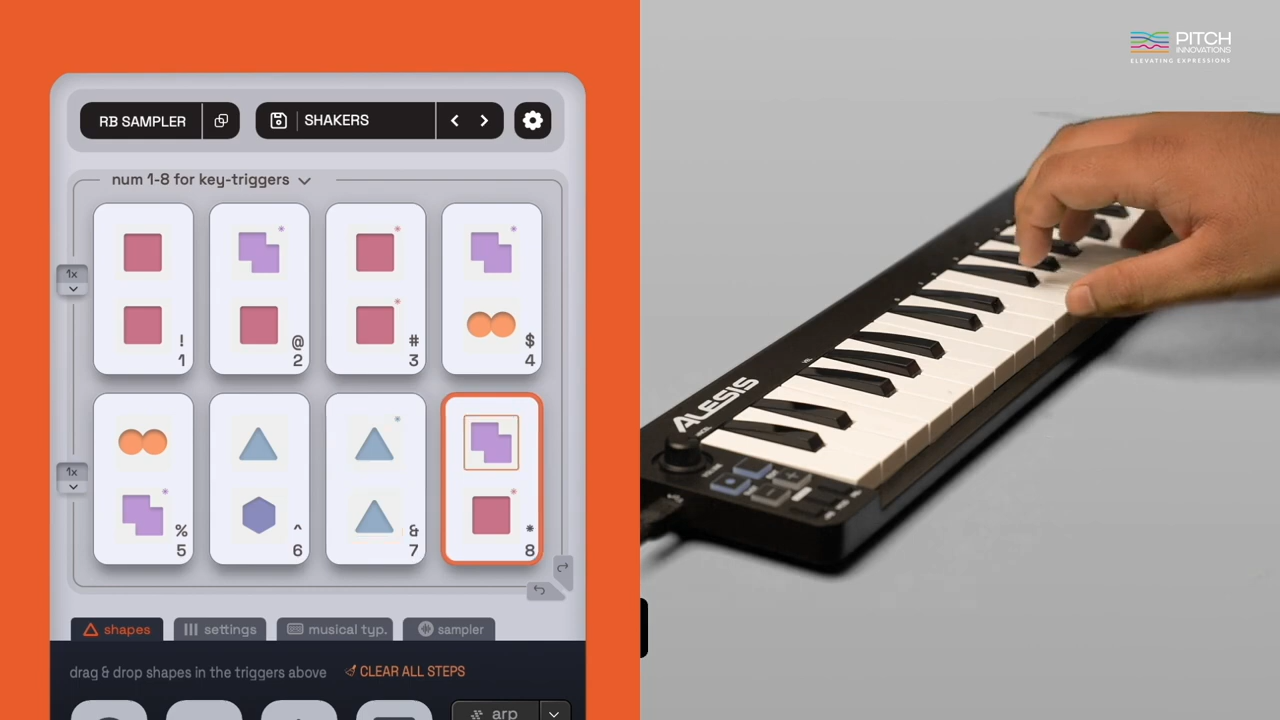 RB SAMPLER
SHAKERS
num 1-8 for key-triggers
1x
!
1
@
2
#
3
$
4
1x
%
5
^
6
&
7
*
8
shapes
settings
musical typ.
sampler
drag & drop shapes in the triggers above
CLEAR ALL STEPS
arp
PITCH
INNOVATIONS
ELEVATING EXPRESSIONS
ALESIS